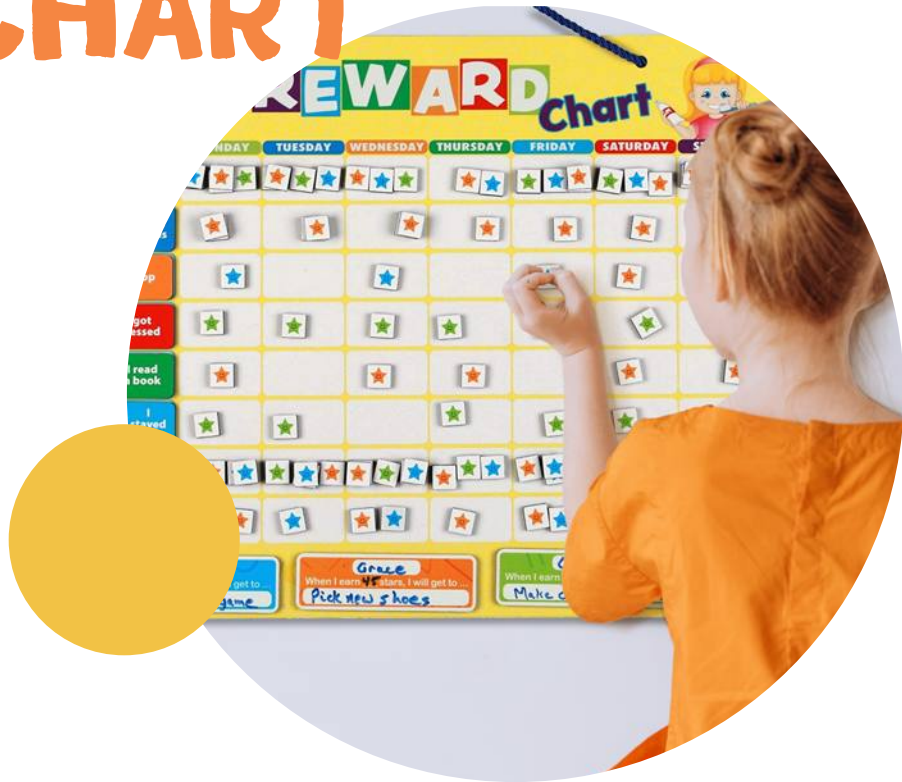 CHART
REWARD
Chart
TUESDAY WEDNESDAY THURSDAY FRIDAY SATURDAY
got
I read
book
I
stayed
Grace
get to ... When I earn 45 stars, I will get to ... When I earn
game Pick new shoes Make